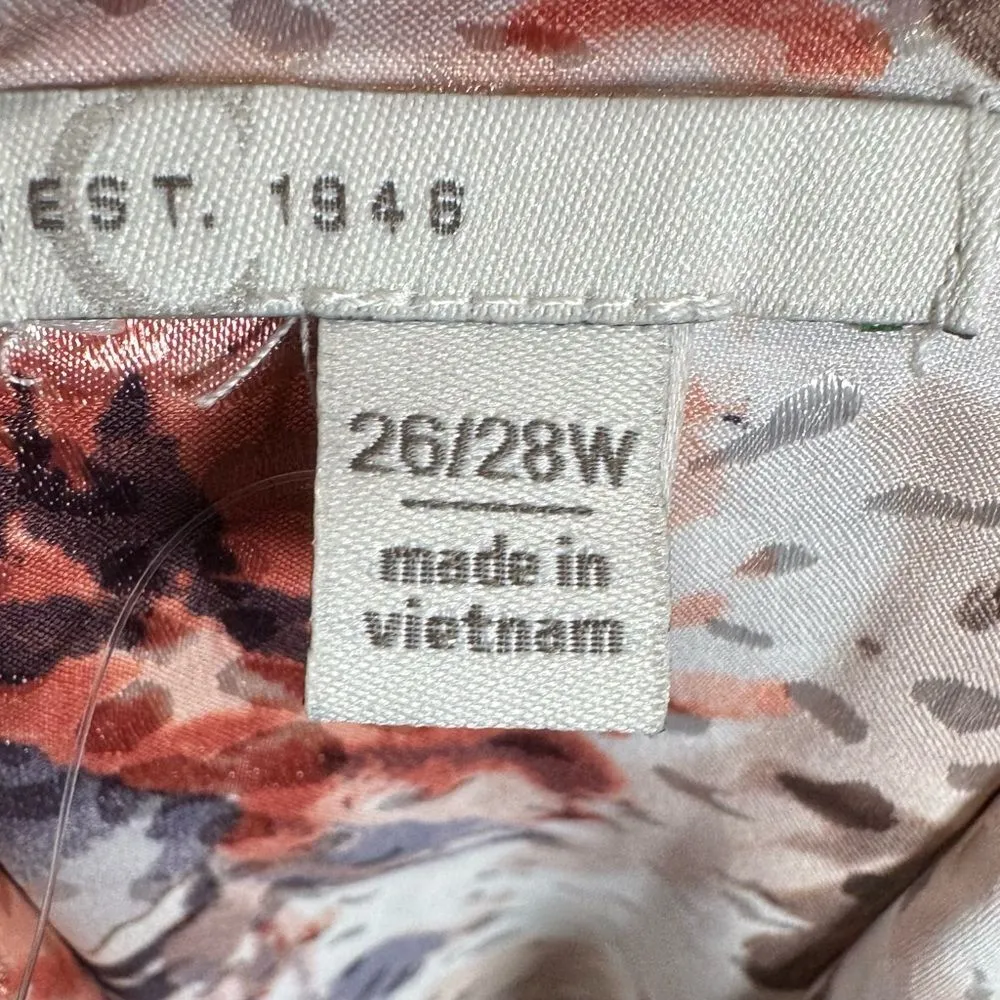 EST. 1946
26/28W
made in
vietnam